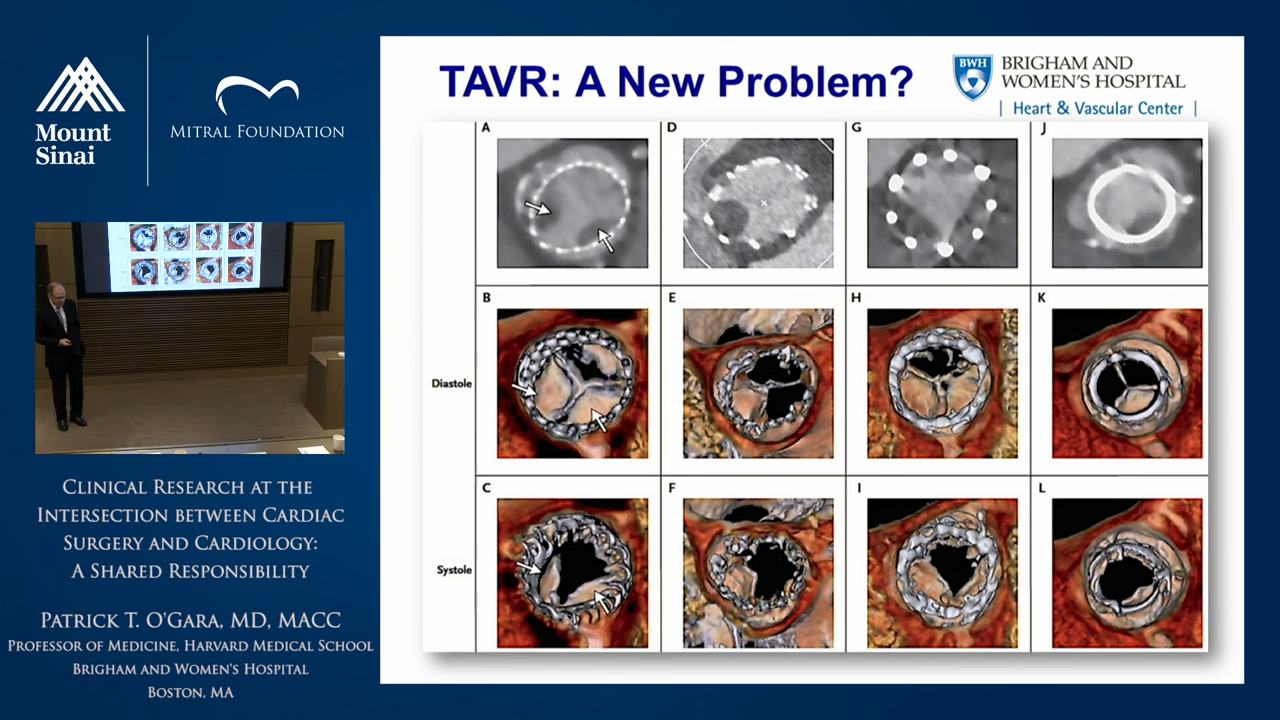 Mount
Sinai
MITRAL FOUNDATION
CLINICAL RESEARCH AT THE
INTERSECTION BETWEEN CARDIAC
SURGERY AND CARDIOLOGY:
A SHARED RESPONSIBILITY
PATRICK T. O'GARA, MD, MACC
PROFESSOR OF MEDICINE, HARVARD MEDICAL SCHOOL
BRIGHAM AND WOMEN'S HOSPITAL
BOSTON, MA
TAVR: A New Problem?
BWH
BRIGHAM AND
WOMEN'S HOSPITAL
| Heart & Vascular Center |
A D G J
B E H K
Diastole
C F I L
Systole